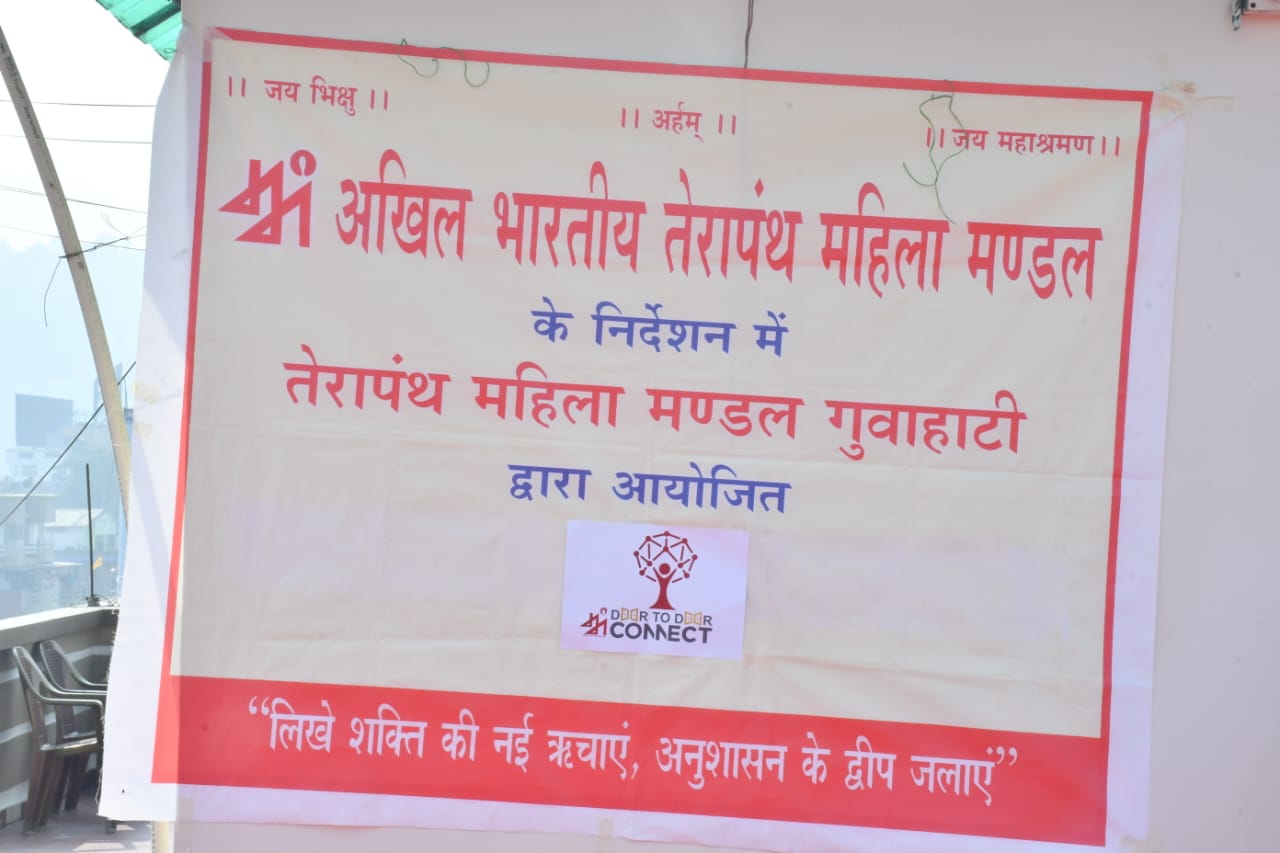 ।। जय भिक्षु ।।
।। अर्हम् ।।
।। जय महाश्रमण ।।
अखिल भारतीय तेरापंथ महिला मण्डल
के निर्देशन में
तेरापंथ महिला मण्डल गुवाहाटी
द्वारा आयोजित
DOOR TO DOOR
CONNECT
“लिखे शक्ति की नई ऋचाएं, अनुशासन के द्वीप जलाएं”